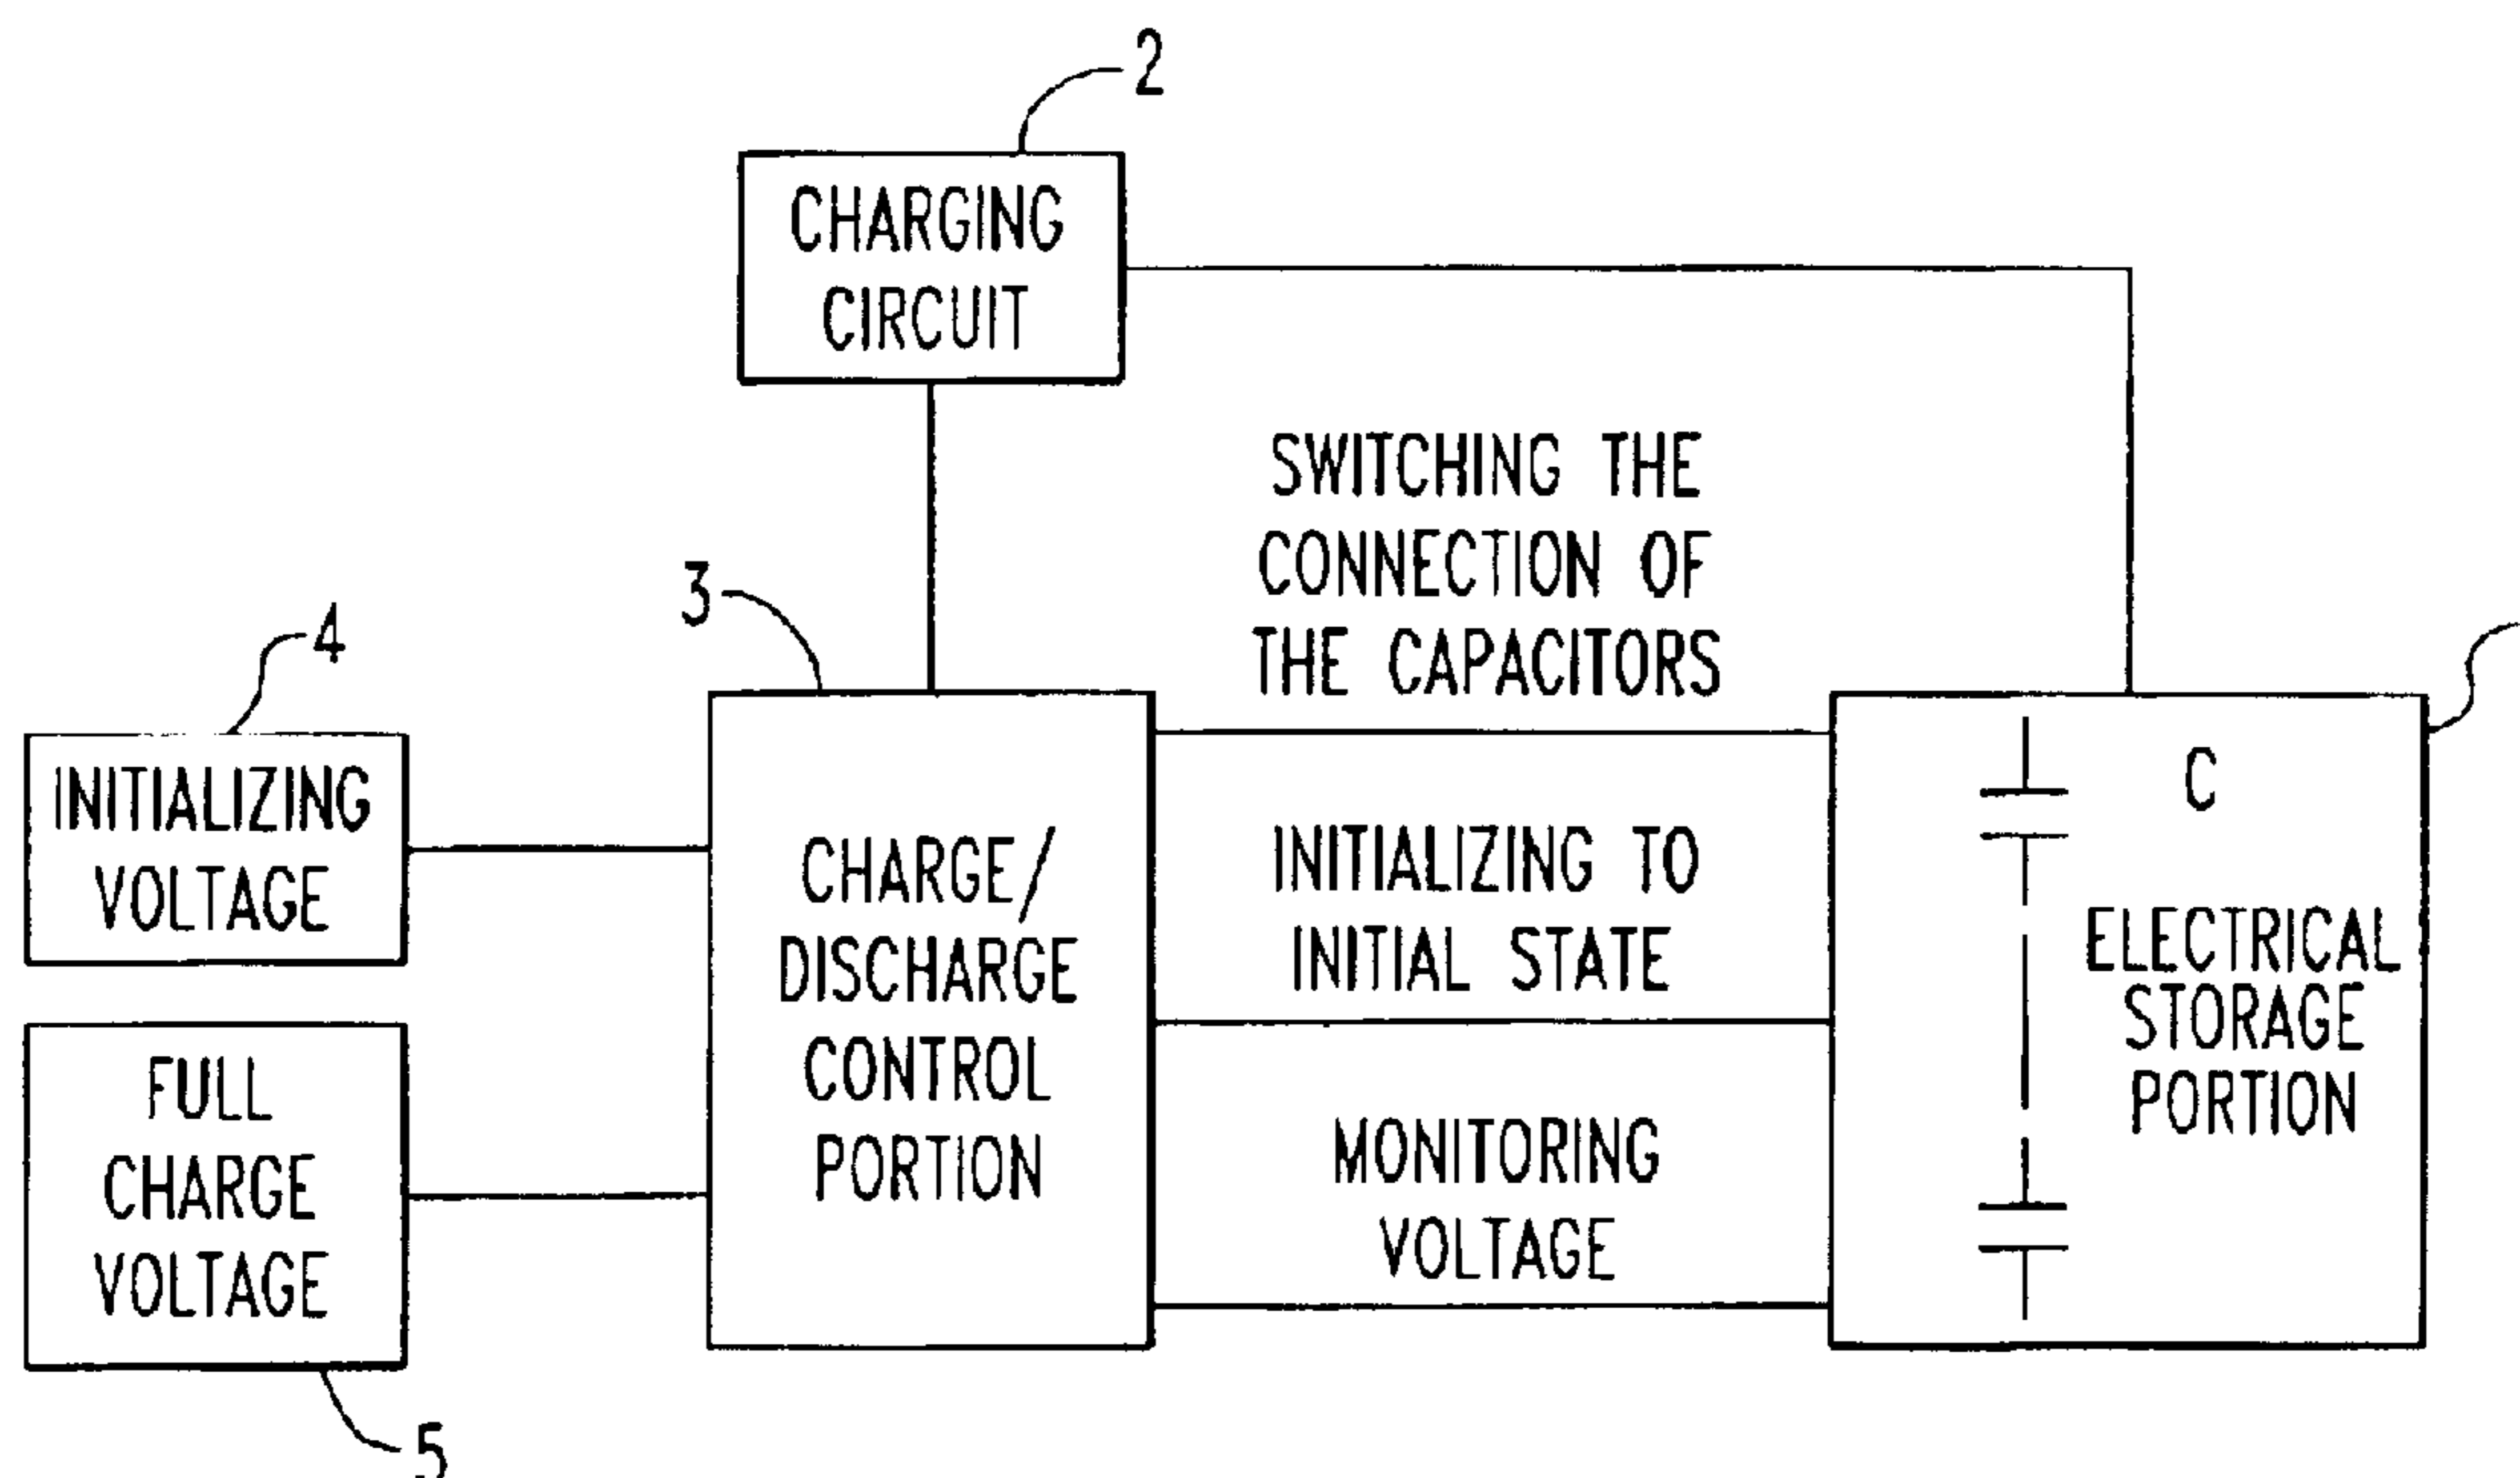 2
CHARGING
CIRCUIT
SWITCHING THE
CONNECTION OF
THE CAPACITORS
3
4
INITIALIZING
VOLTAGE
CHARGE/
DISCHARGE
CONTROL
PORTION
INITIALIZING TO
INITIAL STATE
C
ELECTRICAL
STORAGE
PORTION
FULL
CHARGE
VOLTAGE
MONITORING
VOLTAGE
5